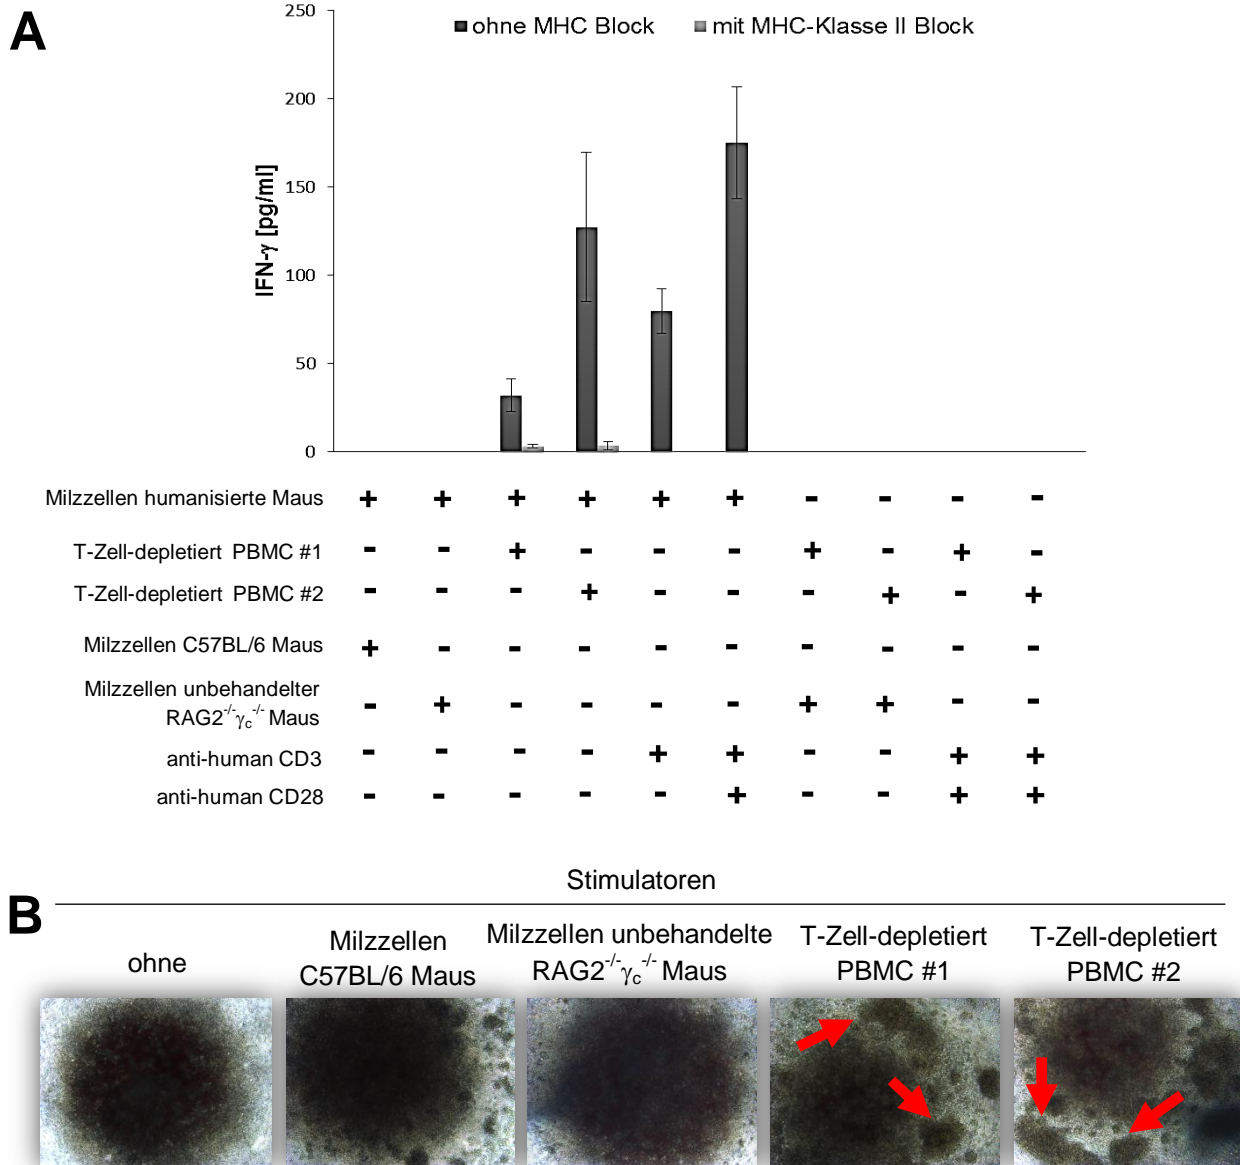 A
250
ohne MHC Block mit MHC-Klasse II Block
200
150
100
50
0
IFN-γ [pg/ml]
Milzzellen humanisierte Maus + + + + + + - - - -
T-Zell-depletiert PBMC #1 - - + - - - + - + -
T-Zell-depletiert PBMC #2 - - - + - - - + - +
Milzzellen C57BL/6 Maus + - - - - - - - - -
Milzzellen unbehandelter
RAG2-/-γc-/- Maus - + - - - - + + - -
anti-human CD3 - - - - + + - - + +
anti-human CD28 - - - - - + - - + +
B
Stimulatoren
ohne
Milzzellen
C57BL/6 Maus
Milzzellen unbehandelte
RAG2-/-γc-/- Maus
T-Zell-depletiert
PBMC #1
T-Zell-depletiert
PBMC #2